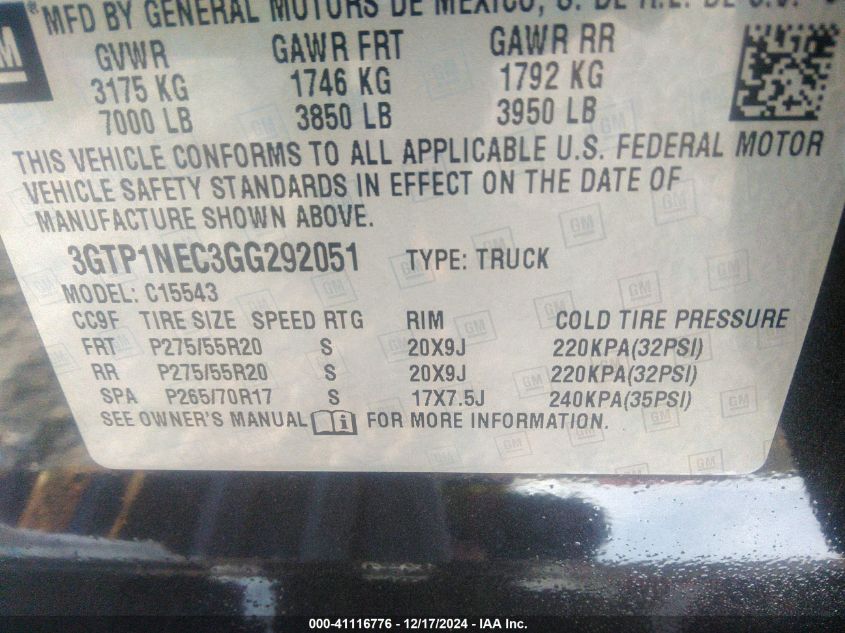 GM
MFD BY GENERAL MOTORS DE MEXICO, S. DE R.L. DE C.V.
GVWR GAWR FRT GAWR RR
3175 KG 1746 KG 1792 KG
7000 LB 3850 LB 3950 LB
THIS VEHICLE CONFORMS TO ALL APPLICABLE U.S. FEDERAL MOTOR
VEHICLE SAFETY STANDARDS IN EFFECT ON THE DATE OF
MANUFACTURE SHOWN ABOVE.
3GTP1NEC3GG292051 TYPE: TRUCK
MODEL: C15543
CC9F TIRE SIZE SPEED RTG RIM COLD TIRE PRESSURE
FRT P275/55R20 S 20X9J 220KPA(32PSI)
RR P275/55R20 S 20X9J 220KPA(32PSI)
SPA P265/70R17 S 17X7.5J 240KPA(35PSI)
SEE OWNER'S MANUAL FOR MORE INFORMATION.
000-41116776 - 12/17/2024 - IAA Inc.